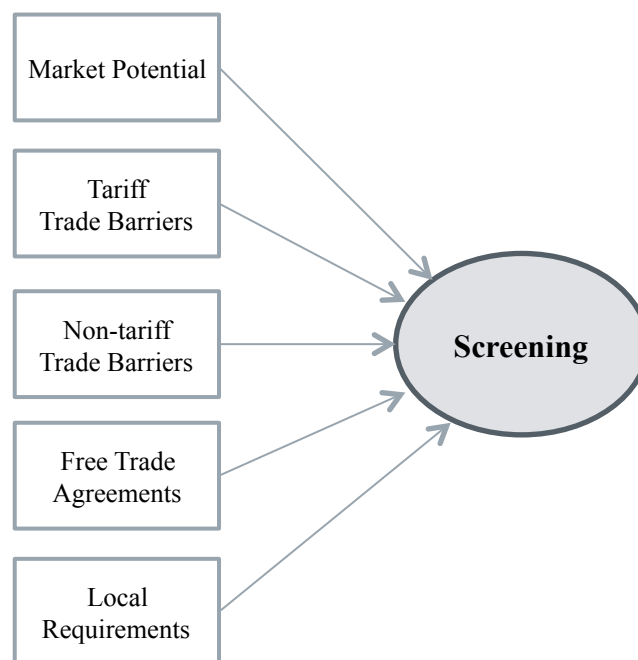 Market Potential
Tariff
Trade Barriers
Non-tariff
Trade Barriers
Screening
Free Trade
Agreements
Local
Requirements